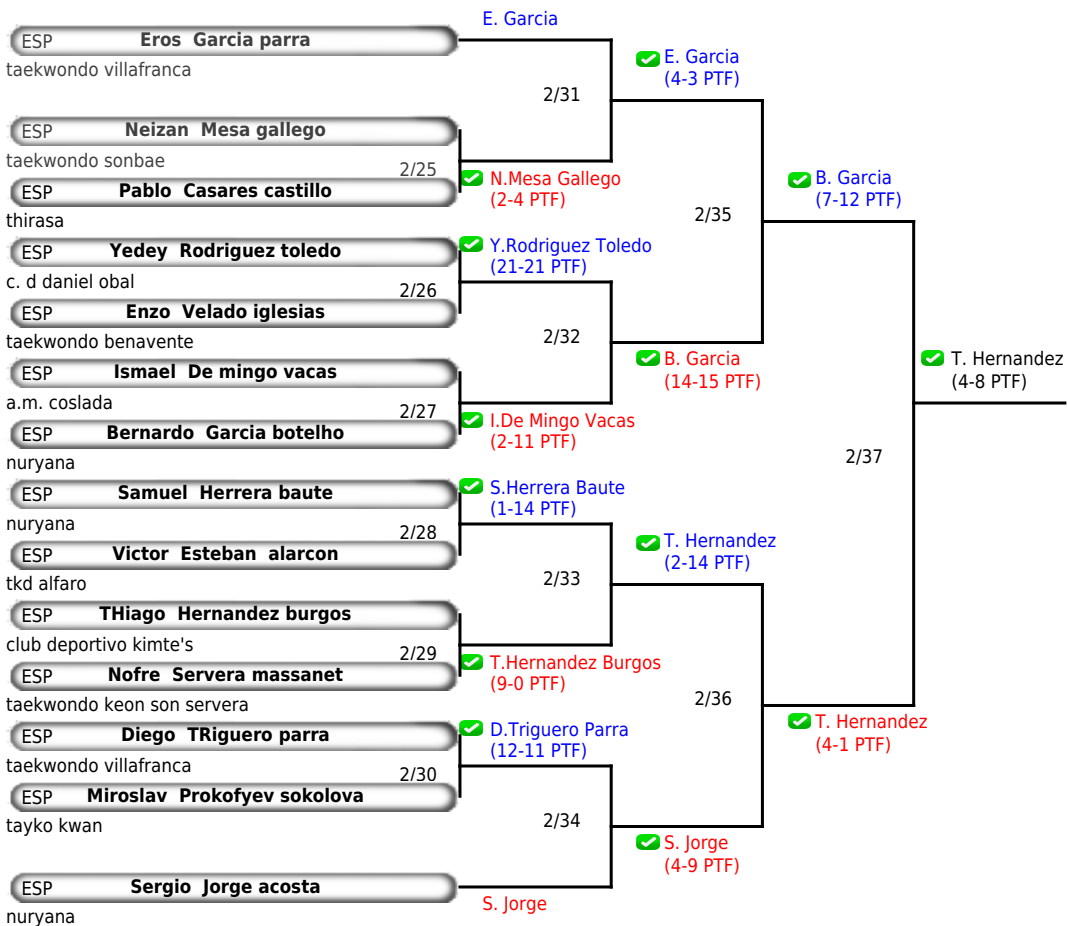 E. Garcia
ESP Eros Garcia parra
taekwondo villafranca
E. Garcia
(4-3 PTF)
2/31
ESP Neizan Mesa gallego
taekwondo sonbae
2/25
N.Mesa Gallego
(2-4 PTF)
ESP Pablo Casares castillo
thirasa
B. Garcia
(7-12 PTF)
2/35
ESP Yedey Rodriguez toledo
c. d daniel obal
Y.Rodriguez Toledo
(21-21 PTF)
2/26
ESP Enzo Velado iglesias
taekwondo benavente
2/32
ESP Ismael De mingo vacas
a.m. coslada
B. Garcia
(14-15 PTF)
T. Hernandez
(4-8 PTF)
2/27
I.De Mingo Vacas
(2-11 PTF)
ESP Bernardo Garcia botelho
nuryana
2/37
ESP Samuel Herrera baute
nuryana
S.Herrera Baute
(1-14 PTF)
2/28
ESP Victor Esteban alarcon
tkd alfaro
T. Hernandez
(2-14 PTF)
2/33
ESP THiago Hernandez burgos
club deportivo kimte's
2/29
T.Hernandez Burgos
(9-0 PTF)
ESP Nofre Servera massanet
taekwondo keon son servera
2/36
T. Hernandez
(4-1 PTF)
ESP Diego TRiguero parra
taekwondo villafranca
D.Triguero Parra
(12-11 PTF)
2/30
ESP Miroslav Prokofyev sokolova
tayko kwan
2/34
S. Jorge
(4-9 PTF)
ESP Sergio Jorge acosta
nuryana
S. Jorge